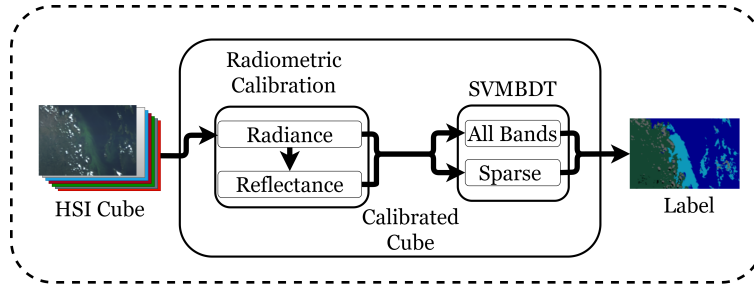 Radiometric
Calibration
SVMBDT
Radiance
All Bands
Reflectance
Sparse
HSI Cube
Calibrated
Cube
Label